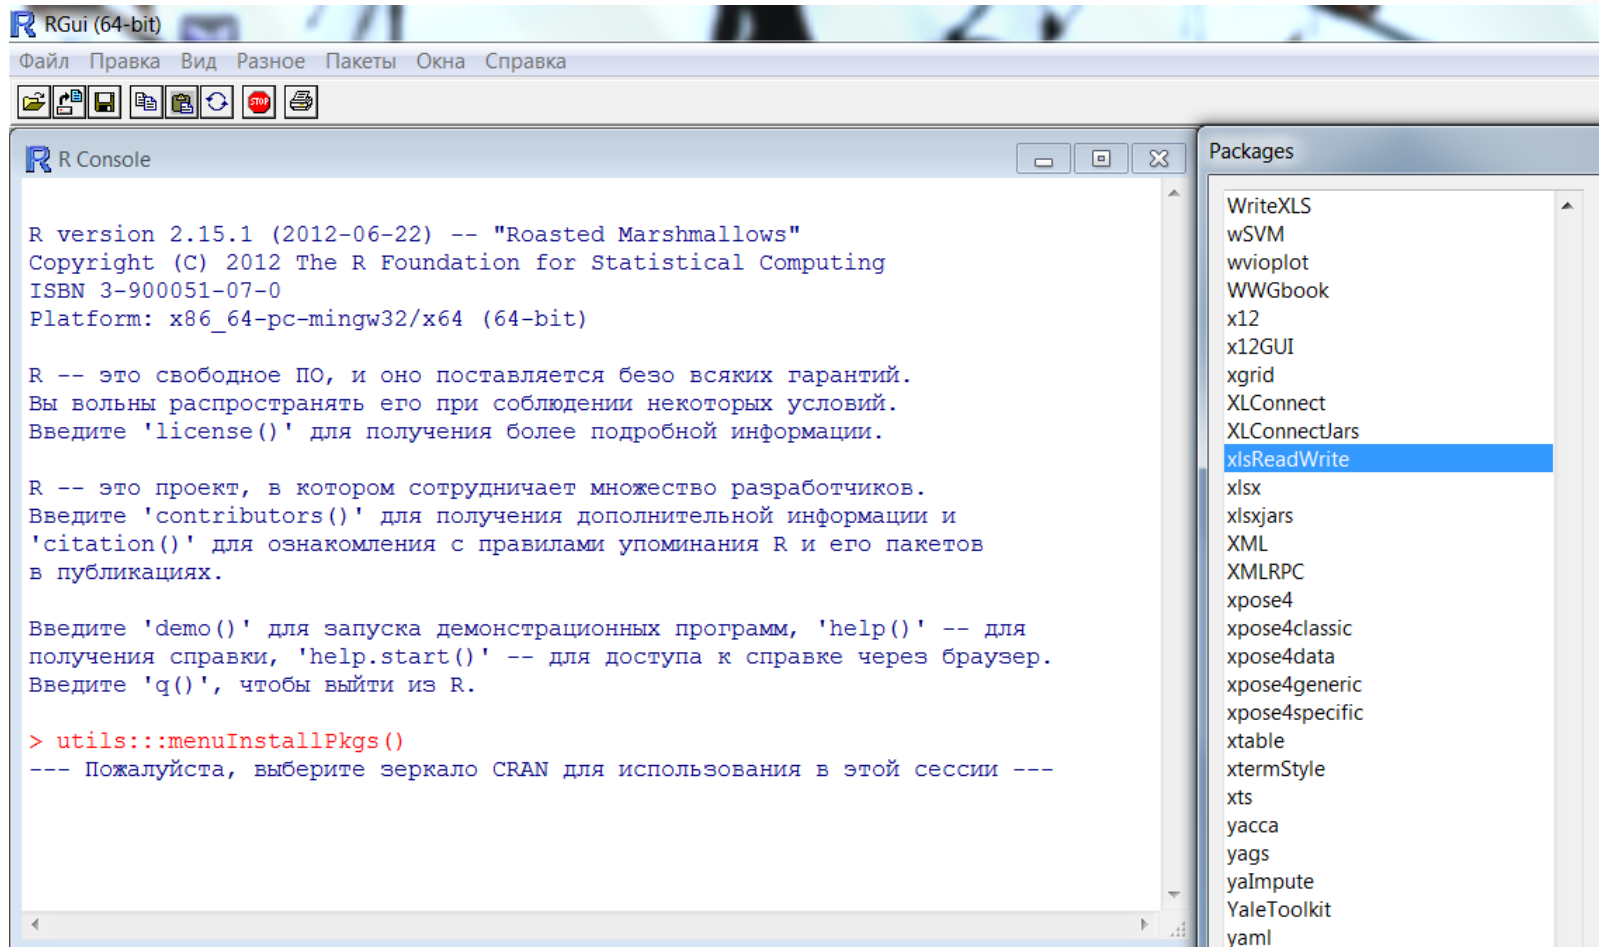 RGui (64-bit)
Файл Правка Вид Разное Пакеты Окна Справка
STOP
R Console
R version 2.15.1 (2012-06-22) -- "Roasted Marshmallows"
Copyright (C) 2012 The R Foundation for Statistical Computing
ISBN 3-900051-07-0
Platform: x86_64-pc-mingw32/x64 (64-bit)
R -- это свободное ПО, и оно поставляется безо всяких гарантий.
Вы вольны распространять его при соблюдении некоторых условий.
Введите 'license()' для получения более подробной информации.
R -- это проект, в котором сотрудничает множество разработчиков.
Введите 'contributors()' для получения дополнительной информации и
'citation()' для ознакомления с правилами упоминания R и его пакетов
в публикациях.
Введите 'demo()' для запуска демонстрационных программ, 'help()' -- для
получения справки, 'help.start()' -- для доступа к справке через браузер.
Введите 'q()', чтобы выйти из R.
> utils:::menuInstallPkgs()
--- Пожалуйста, выберите зеркало CRAN для использования в этой сессии ---
Packages
WriteXLS
wSVM
wvioplot
WWGbook
x12
x12GUI
xgrid
XLConnect
XLConnectJars
xlsReadWrite
xlsx
xlsxjars
XML
XMLRPC
xpose4
xpose4classic
xpose4data
xpose4generic
xpose4specific
xtable
xtermStyle
xts
yacca
yags
yaImpute
YaleToolkit
yaml